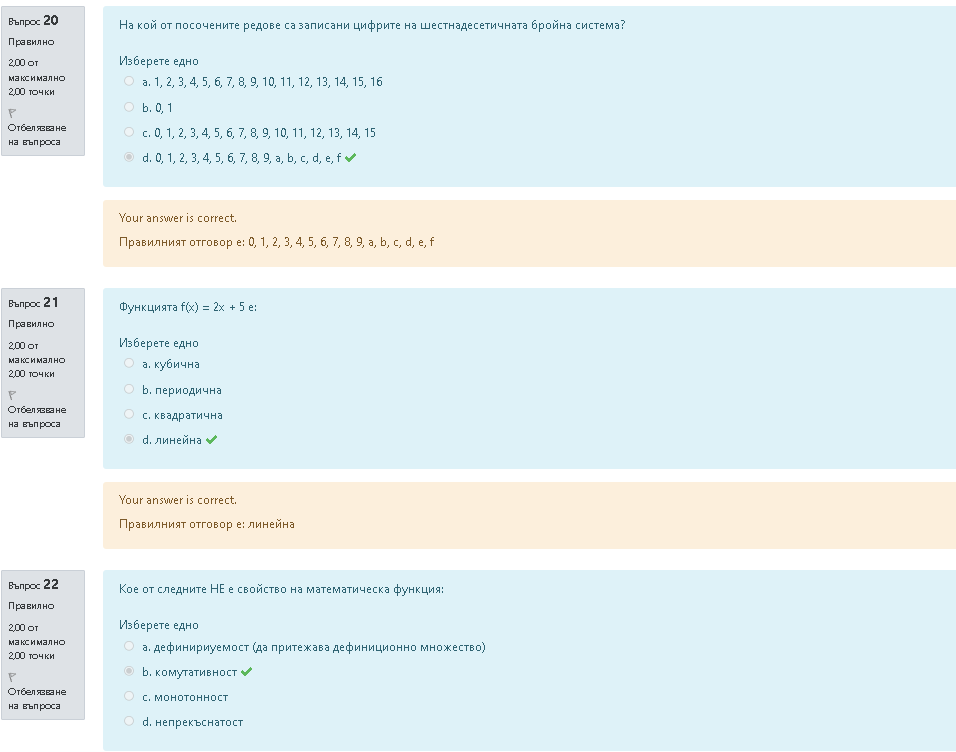 Въпрос 20
Правилно
2,00 от
максимално
2,00 точки
Отбелязване
на въпроса
На кой от посочените редове са записани цифрите на шестнадесетичната бройна система?
Изберете едно
a. 1, 2, 3, 4, 5, 6, 7, 8, 9, 10, 11, 12, 13, 14, 15, 16
b. 0, 1
c. 0, 1, 2, 3, 4, 5, 6, 7, 8, 9, 10, 11, 12, 13, 14, 15
d. 0, 1, 2, 3, 4, 5, 6, 7, 8, 9, a, b, c, d, e, f
Your answer is correct.
Правилният отговор е: 0, 1, 2, 3, 4, 5, 6, 7, 8, 9, a, b, c, d, e, f
Въпрос 21
Правилно
2,00 от
максимално
2,00 точки
Отбелязване
на въпроса
Функцията f(x) = 2x + 5 е:
Изберете едно
a. кубична
b. периодична
c. квадратична
d. линейна
Your answer is correct.
Правилният отговор е: линейна
Въпрос 22
Правилно
2,00 от
максимално
2,00 точки
Отбелязване
на въпроса
Кое от следните НЕ е свойство на математическа функция:
Изберете едно
a. дефинириуемост (да притежава дефиниционно множество)
b. комутативност
c. монотонност
d. непрекъснатост